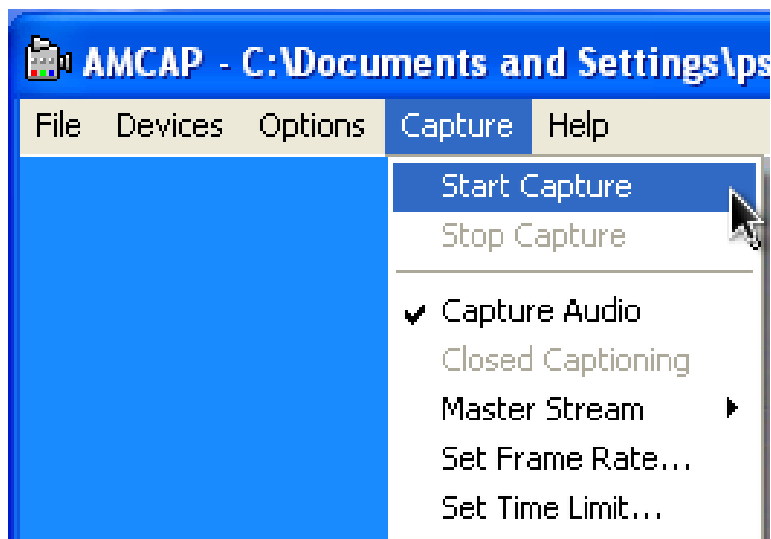 AMCAP - C:\Documents and Settings\ps
File Devices Options Capture Help
Start Capture
Stop Capture
Capture Audio
Closed Captioning
Master Stream
Set Frame Rate...
Set Time Limit...